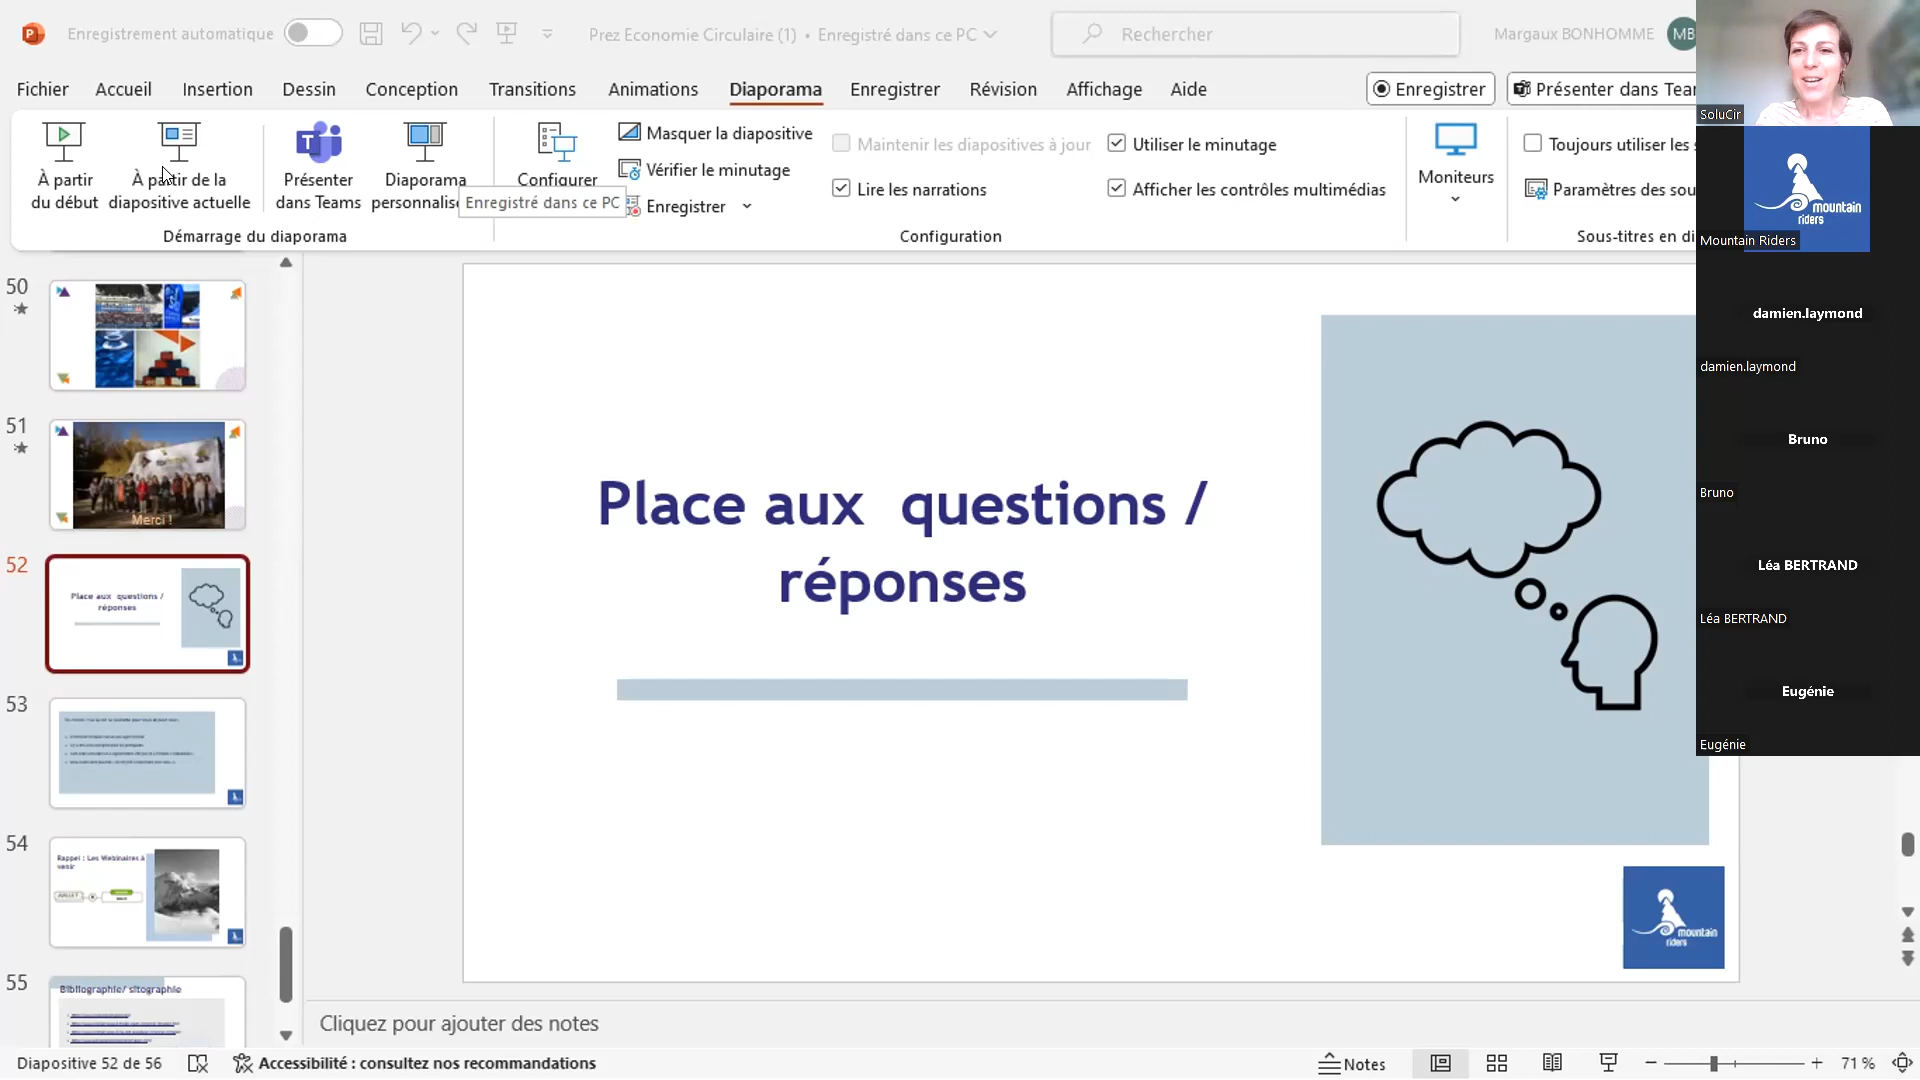 Enregistrement automatique
Prez Economie Circulaire (1) • Enregistré dans ce PC
Rechercher
Margaux BONHOMME
MB
Fichier Accueil Insertion Dessin Conception Transitions Animations Diaporama Enregistrer Révision Affichage Aide
Enregistrer
Présenter dans Tear
À partir
du début
À partir de la
diapositive actuelle
Présenter
dans Teams
Diaporama
personnalisé
Démarrage du diaporama
Configurer
Enregistré dans ce PC
Masquer la diapositive
Vérifier le minutage
Enregistrer
Maintenir les diapositives à jour
Lire les narrations
Utiliser le minutage
Afficher les contrôles multimédias
Configuration
Moniteurs
Toujours utiliser les s
Paramètres des sou
Sous-titres en di
SoluCir
mountain
riders
Mountain Riders
damien.laymond
damien.laymond
Bruno
Bruno
Léa BERTRAND
Léa BERTRAND
Eugénie
Eugénie
50
51
Merci !
52
Place aux questions /
réponses
53
54
Rappel : Les Webinaires à
venir
JUILLET
55
Bibliographie/ sitographie
Place aux questions /
réponses
mountain
riders
Cliquez pour ajouter des notes
Diapositive 52 de 56
Accessibilité : consultez nos recommandations
Notes
71 %